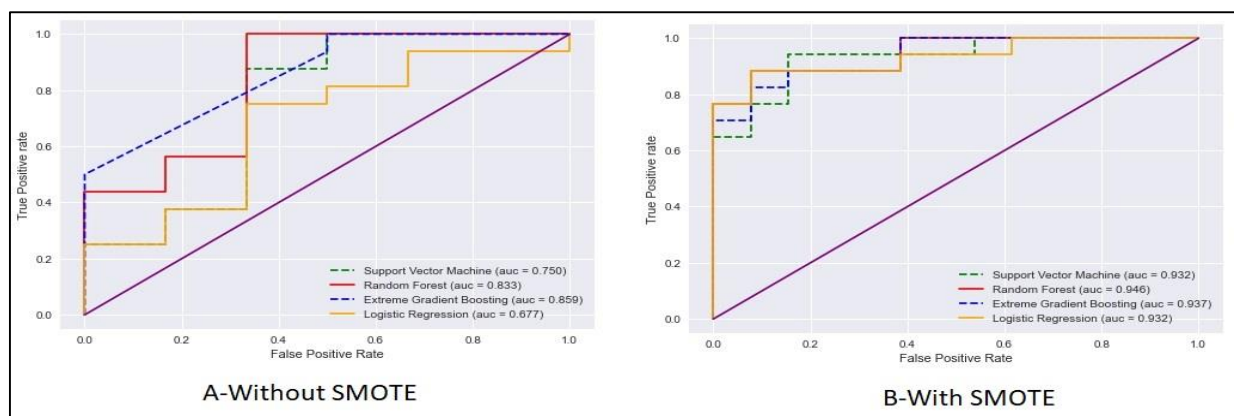 1.0
0.8
0.6
0.4
0.2
0.0
True Positive rate
Support Vector Machine (auc = 0.750)
Random Forest (auc = 0.833)
Extreme Gradient Boosting (auc = 0.859)
Logistic Regression (auc = 0.677)
0.0 0.2 0.4 0.6 0.8 1.0
False Positive Rate
A-Without SMOTE
1.0
0.8
0.6
0.4
0.2
0.0
True Positive rate
Support Vector Machine (auc = 0.932)
Random Forest (auc = 0.946)
Extreme Gradient Boosting (auc = 0.937)
Logistic Regression (auc = 0.932)
0.0 0.2 0.4 0.6 0.8 1.0
False Positive Rate
B-With SMOTE